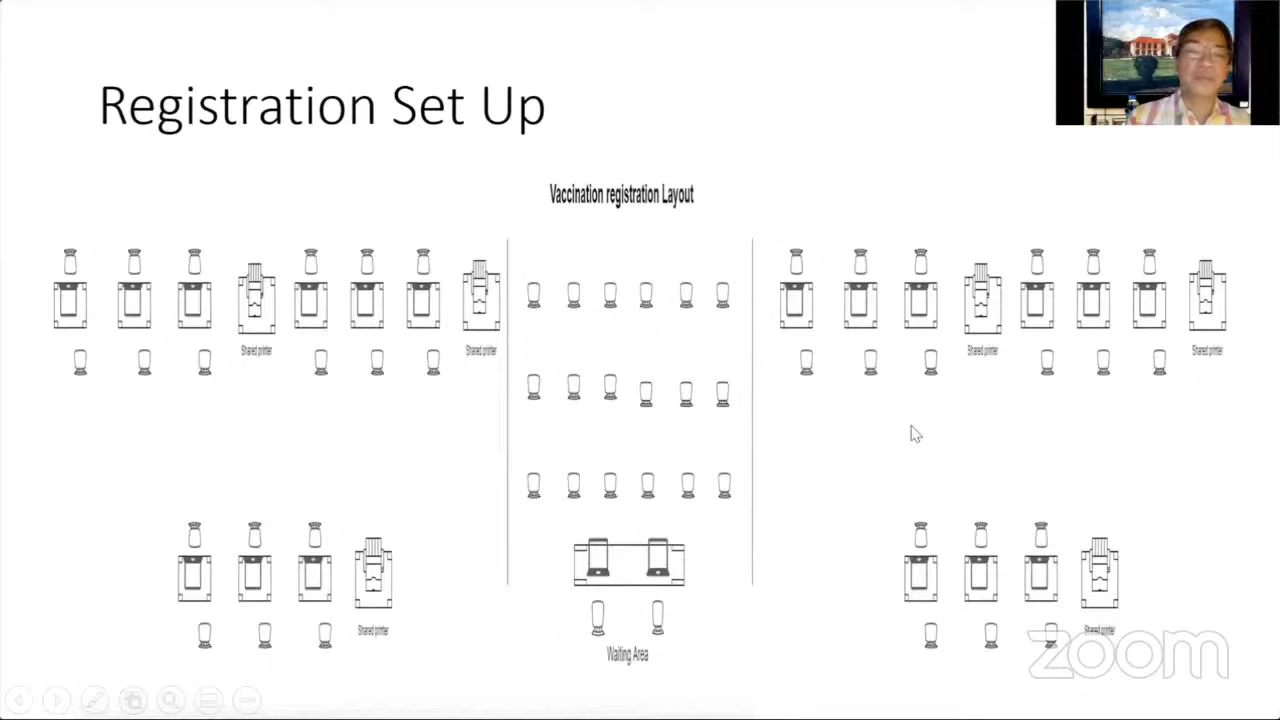 Registration Set Up
Vaccination registration Layout
Shared printer
Shared printer
Shared printer
Shared printer
Shared printer
Waiting Area
Shared printer
zoom